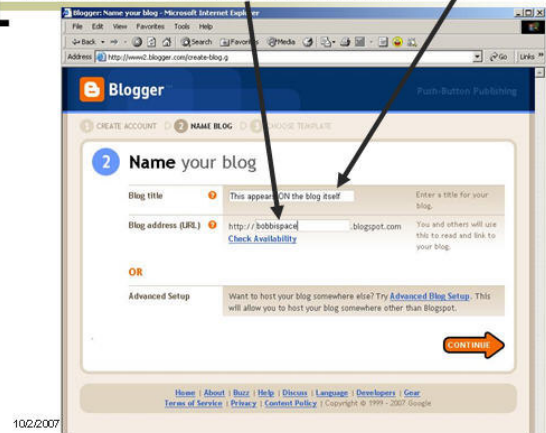 Blogger: Name your blog - Microsoft Internet Explorer
File Edit View Favorites Tools Help
Back Search Favorites Media
Address http://www2.blogger.com/create-blog.g Go Links »
Blogger Push-Button Publishing
1 CREATE ACCOUNT 2 NAME BLOG 3 CHOOSE TEMPLATE
2 Name your blog
Blog title ? This appears ON the blog itself Enter a title for your
blog.
Blog address (URL) ? http:// bobbispace .blogspot.com You and others will use
Check Availability this to read and link to
your blog.
OR
Advanced Setup Want to host your blog somewhere else? Try Advanced Blog Setup. This
will allow you to host your blog somewhere other than Blogspot.
CONTINUE
Home | About | Buzz | Help | Discuss | Language | Developers | Gear
Terms of Service | Privacy | Content Policy | Copyright © 1999 - 2007 Google
10/2/2007